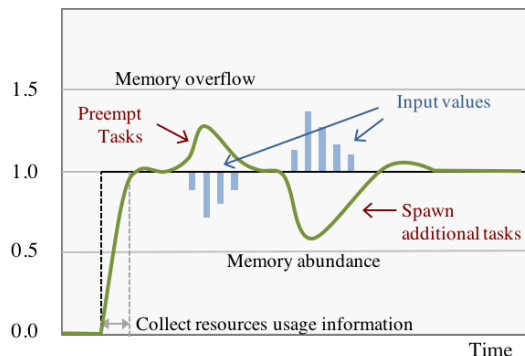 1.5
Memory overflow
Preempt
Tasks
Input values
1.0
Spawn
additional tasks
0.5
Memory abundance
0.0
Collect resources usage information
Time